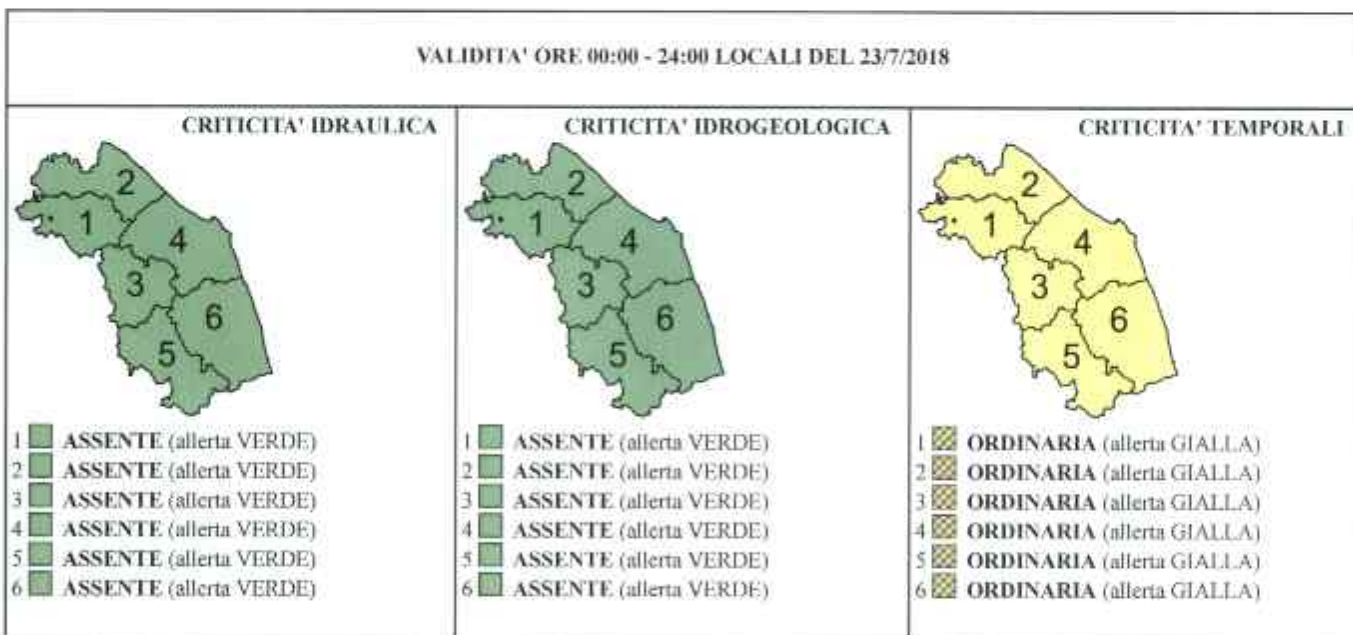 VALIDITA' ORE 00:00 - 24:00 LOCALI DEL 23/7/2018
CRITICITA' IDRAULICA
2
1
4
3
6
5
1 ASSENTE (allerta VERDE)
2 ASSENTE (allerta VERDE)
3 ASSENTE (allerta VERDE)
4 ASSENTE (allerta VERDE)
5 ASSENTE (allerta VERDE)
6 ASSENTE (allerta VERDE)
CRITICITA' IDROGEOLOGICA
2
1
4
3
6
5
1 ASSENTE (allerta VERDE)
2 ASSENTE (allerta VERDE)
3 ASSENTE (allerta VERDE)
4 ASSENTE (allerta VERDE)
5 ASSENTE (allerta VERDE)
6 ASSENTE (allerta VERDE)
CRITICITA' TEMPORALI
2
1
4
3
6
5
1 ORDINARIA (allerta GIALLA)
2 ORDINARIA (allerta GIALLA)
3 ORDINARIA (allerta GIALLA)
4 ORDINARIA (allerta GIALLA)
5 ORDINARIA (allerta GIALLA)
6 ORDINARIA (allerta GIALLA)